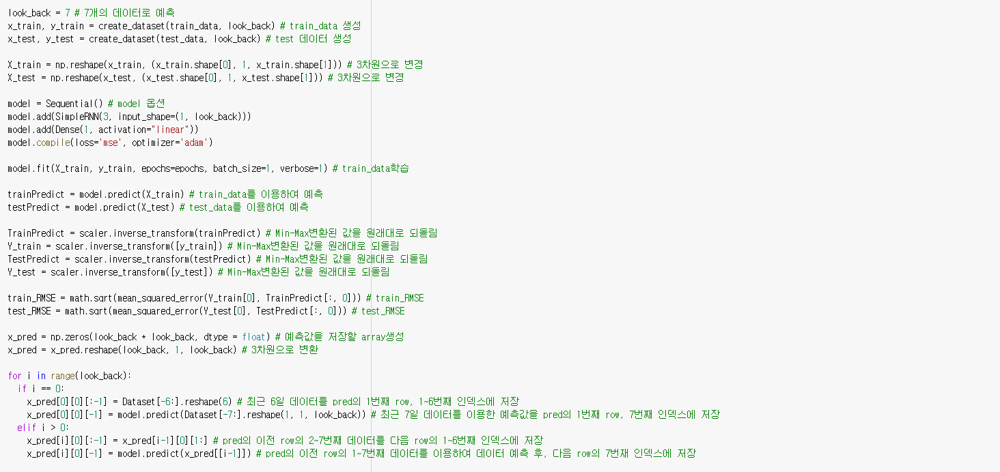 look_back = 7 # 7개의 데이터로 예측
x_train, y_train = create_dataset(train_data, look_back) # train_data 생성
x_test, y_test = create_dataset(test_data, look_back) # test 데이터 생성
X_train = np.reshape(x_train, (x_train.shape[0], 1, x_train.shape[1])) # 3차원으로 변경
X_test = np.reshape(x_test, (x_test.shape[0], 1, x_test.shape[1])) # 3차원으로 변경
model = Sequential() # model 옵션
model.add(SimpleRNN(3, input_shape=(1, look_back)))
model.add(Dense(1, activation="linear"))
model.compile(loss='mse', optimizer='adam')
model.fit(X_train, y_train, epochs=epochs, batch_size=1, verbose=1) # train_data학습
trainPredict = model.predict(X_train) # train_data를 이용하여 예측
testPredict = model.predict(X_test) # test_data를 이용하여 예측
TrainPredict = scaler.inverse_transform(trainPredict) # Min-Max변환된 값을 원래대로 되돌림
Y_train = scaler.inverse_transform([y_train]) # Min-Max변환된 값을 원래대로 되돌림
TestPredict = scaler.inverse_transform(testPredict) # Min-Max변환된 값을 원래대로 되돌림
Y_test = scaler.inverse_transform([y_test]) # Min-Max변환된 값을 원래대로 되돌림
train_RMSE = math.sqrt(mean_squared_error(Y_train[0], TrainPredict[:, 0])) # train_RMSE
test_RMSE = math.sqrt(mean_squared_error(Y_test[0], TestPredict[:, 0])) # test_RMSE
x_pred = np.zeros(look_back * look_back, dtype = float) # 예측값을 저장할 array생성
x_pred = x_pred.reshape(look_back, 1, look_back) # 3차원으로 변환
for i in range(look_back):
  if i == 0:
    x_pred[0][0][:-1] = Dataset[-6:].reshape(6) # 최근 6일 데이터를 pred의 1번째 row, 1~6번째 인덱스에 저장
    x_pred[0][0][-1] = model.predict(Dataset[-7:].reshape(1, 1, look_back)) # 최근 7일 데이터를 이용한 예측값을 pred의 1번째 row, 7번째 인덱스에 저장
  elif i > 0:
    x_pred[i][0][:-1] = x_pred[i-1][0][1:] # pred의 이전 row의 2~7번째 데이터를 다음 row의 1~6번째 인덱스에 저장
    x_pred[i][0][-1] = model.predict(x_pred[[i-1]]) # pred의 이전 row의 1~7번째 데이터를 이용하여 데이터 예측 후, 다음 row의 7번재 인덱스에 저장